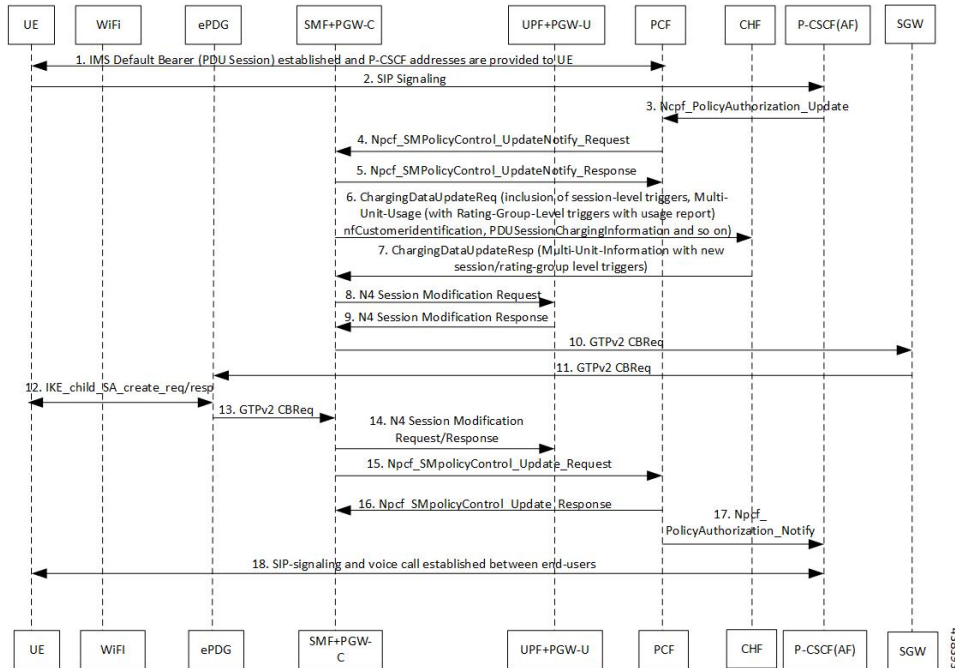 UE
WiFi
ePDG
SMF+PGW-C
UPF+PGW-U
PCF
CHF
P-CSCF(AF)
SGW
1. IMS Default Bearer (PDU Session) established and P-CSCF addresses are provided to UE
2. SIP Signaling
3. Ncpf_PolicyAuthorization_Update
4. Npcf_SMPolicyControl_UpdateNotify_Request
5. Npcf_SMPolicyControl_UpdateNotify_Response
6. ChargingDataUpdateReq (inclusion of session-level triggers, Multi-
Unit-Usage (with Rating-Group-Level triggers with usage report)
nfCustomeridentification, PDUSessionChargingInformation and so on)
7. ChargingDataUpdateResp (Multi-Unit-Information with new
session/rating-group level triggers)
8. N4 Session Modification Request
9. N4 Session Modification Response
10. GTPv2 CBReq
11. GTPv2 CBReq
12. IKE_child_SA_create_req/resp
13. GTPv2 CBReq
14. N4 Session Modification
Request/Response
15. Npcf_SMpolicyControl_Update_Request
16. Npcf_SMpolicyControl_Update_Response
17. Npcf_
PolicyAuthorization_Notify
18. SIP-signaling and voice call established between end-users
UE
WiFI
ePDG
SMF+PGW-
C
UPF+PGW-U
PCF
CHF
P-CSCF(AF)
SGW